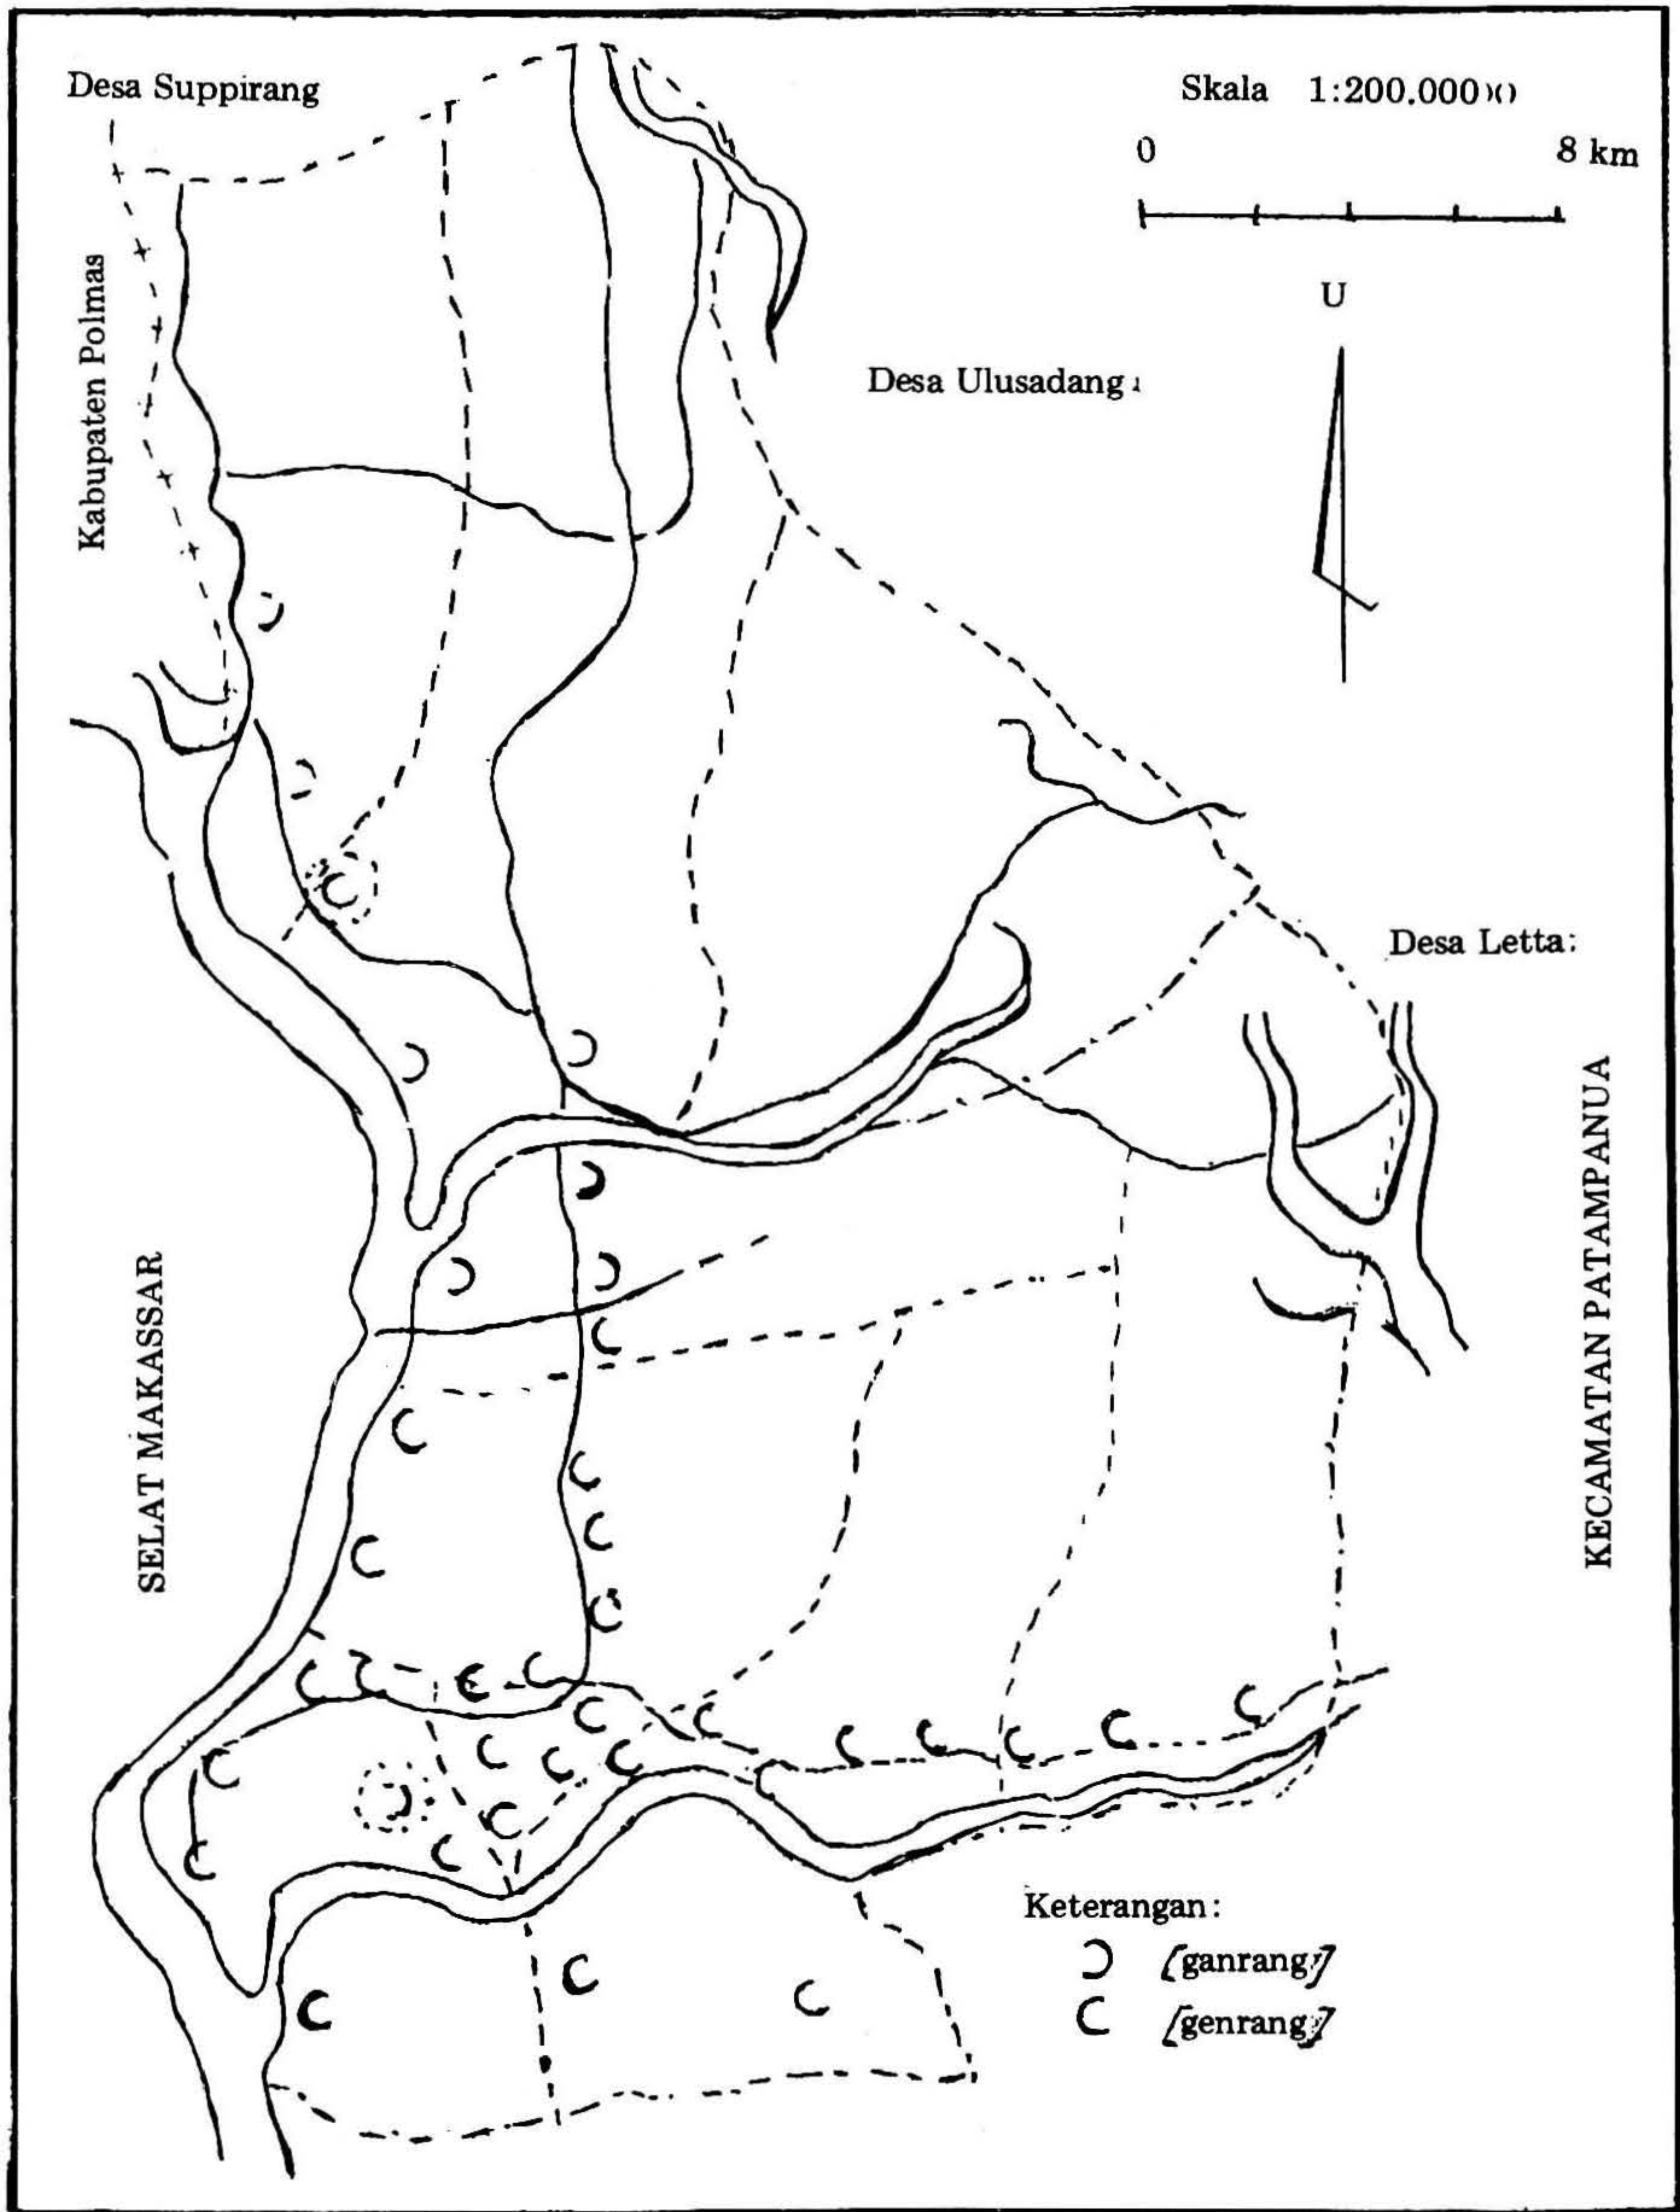 Desa Suppirang
Skala 1:200.000
0 8 km
U
Kabupaten Polmas
Desa Ulusadang
Desa Letta:
SELAT MAKASSAR
KECAMATAN PATAMPANUA
Keterangan:
Ɔ [ganrang]
C [genrang]